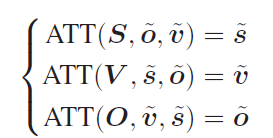 ATT(S, õ, ṽ) = s̃
ATT(V, s̃, õ) = ṽ
ATT(O, ṽ, s̃) = õ